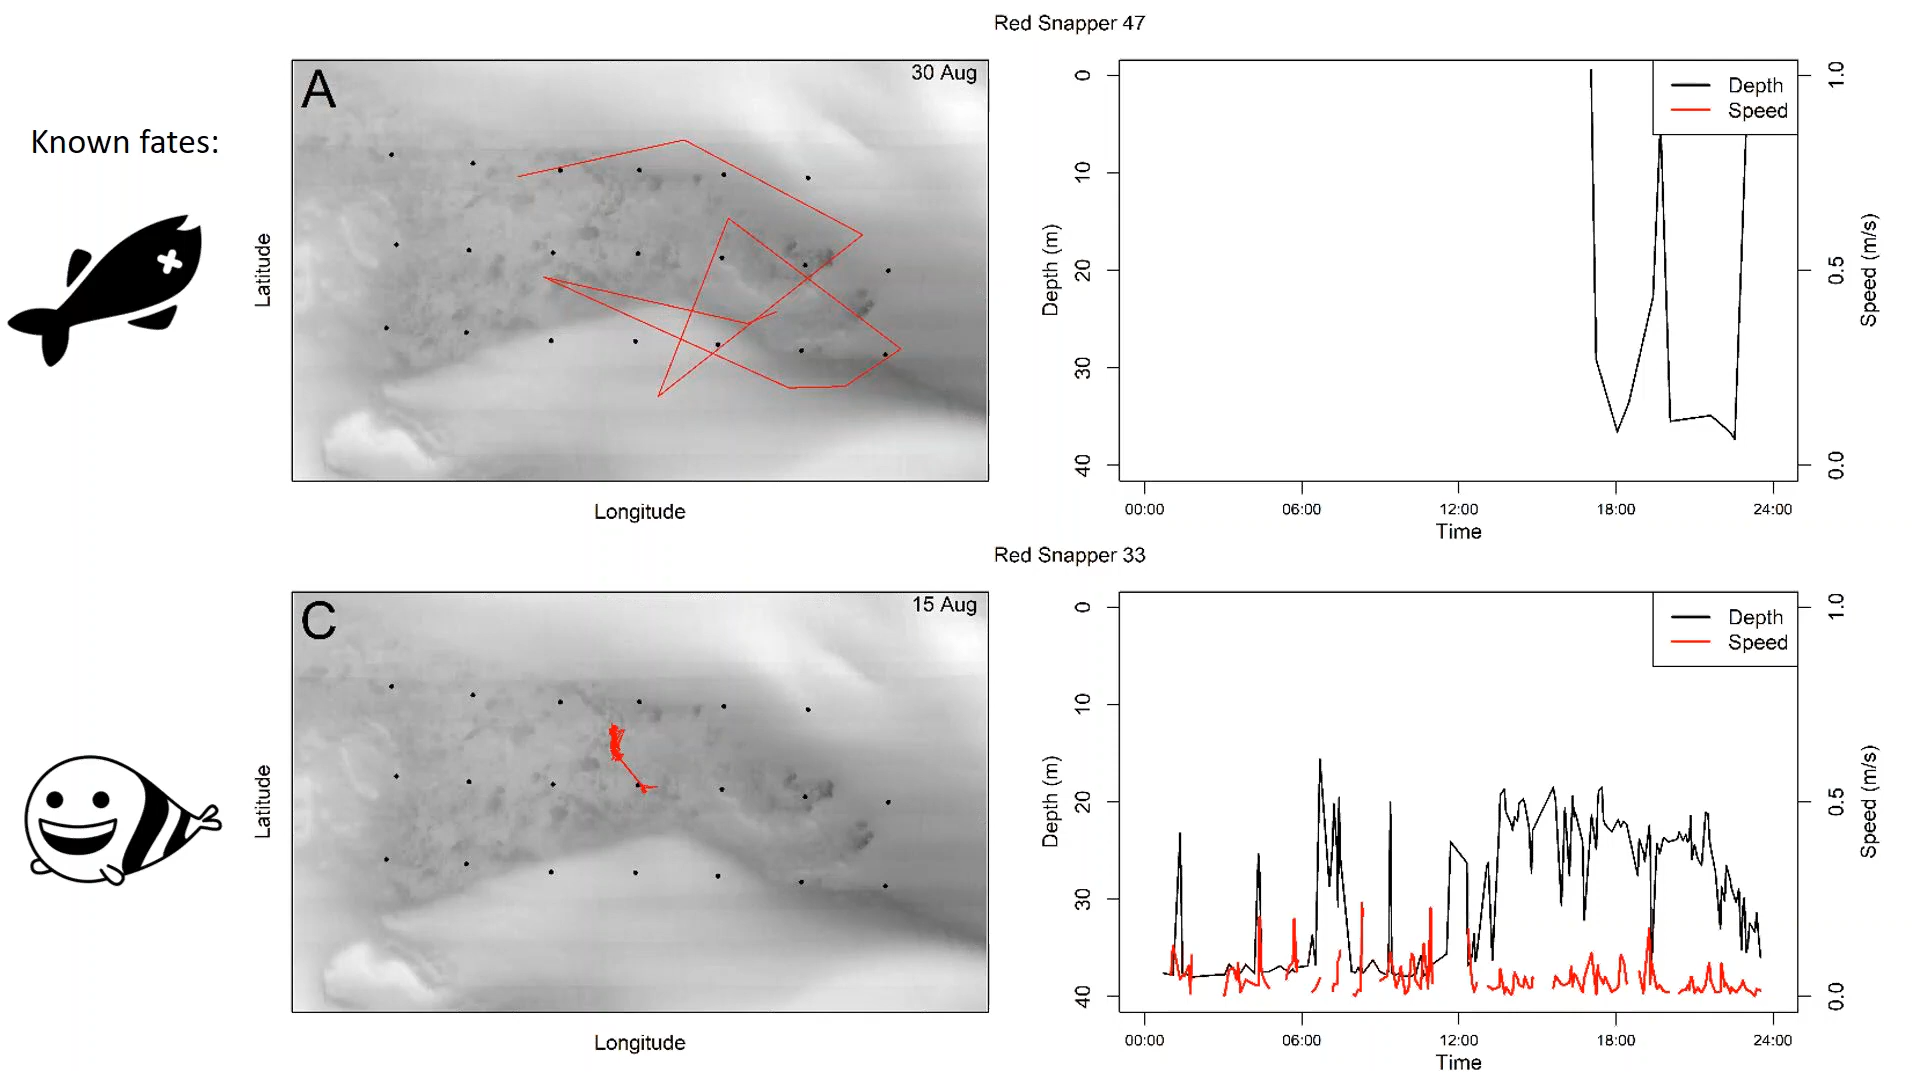 Red Snapper 47
Known fates:
A
30 Aug
Latitude
Longitude
Depth
Speed
0
10
20
30
40
Depth (m)
1.0
0.5
0.0
Speed (m/s)
00:00 06:00 12:00 18:00 24:00
Time
Red Snapper 33
C
15 Aug
Latitude
Longitude
Depth
Speed
0
10
20
30
40
Depth (m)
1.0
0.5
0.0
Speed (m/s)
00:00 06:00 12:00 18:00 24:00
Time